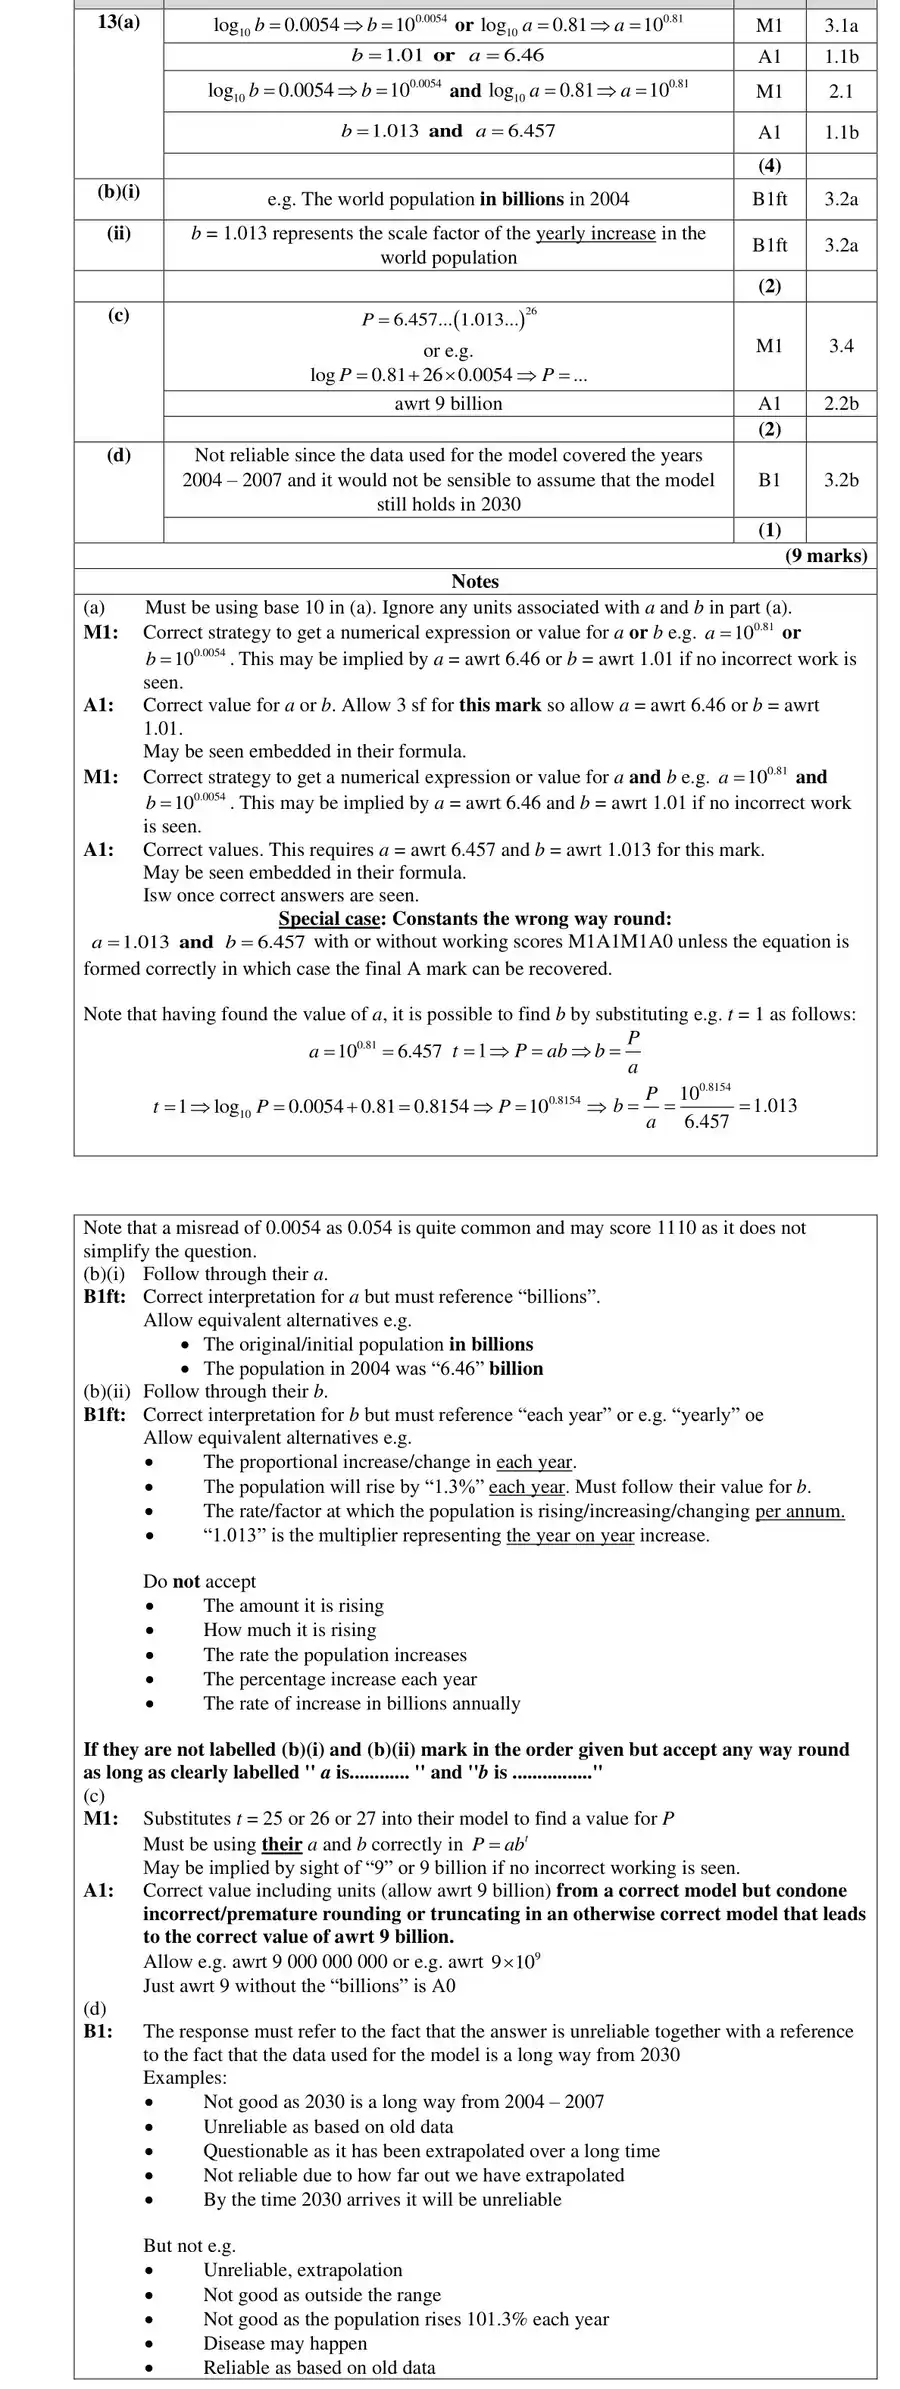 13(a) log₁₀ b = 0.0054 ⇒ b = 10^0.0054 or log₁₀ a = 0.81 ⇒ a = 10^0.81 M1 3.1a
b = 1.01 or a = 6.46 A1 1.1b
log₁₀ b = 0.0054 ⇒ b = 10^0.0054 and log₁₀ a = 0.81 ⇒ a = 10^0.81 M1 2.1
b = 1.013 and a = 6.457 A1 1.1b
(4)
(b)(i) e.g. The world population in billions in 2004 B1ft 3.2a
(ii) b = 1.013 represents the scale factor of the yearly increase in the
world population B1ft 3.2a
(2)
(c) P = 6.457...(1.013...)^26
or e.g. M1 3.4
log P = 0.81 + 26 × 0.0054 ⇒ P = ...
awrt 9 billion A1 2.2b
(2)
(d) Not reliable since the data used for the model covered the years
2004 – 2007 and it would not be sensible to assume that the model B1 3.2b
still holds in 2030
(1)
(9 marks)
Notes
(a) Must be using base 10 in (a). Ignore any units associated with a and b in part (a).
M1: Correct strategy to get a numerical expression or value for a or b e.g. a = 10^0.81 or
b = 10^0.0054 . This may be implied by a = awrt 6.46 or b = awrt 1.01 if no incorrect work is
seen.
A1: Correct value for a or b. Allow 3 sf for this mark so allow a = awrt 6.46 or b = awrt
1.01.
May be seen embedded in their formula.
M1: Correct strategy to get a numerical expression or value for a and b e.g. a = 10^0.81 and
b = 10^0.0054 . This may be implied by a = awrt 6.46 and b = awrt 1.01 if no incorrect work
is seen.
A1: Correct values. This requires a = awrt 6.457 and b = awrt 1.013 for this mark.
May be seen embedded in their formula.
Isw once correct answers are seen.
Special case: Constants the wrong way round:
a = 1.013 and b = 6.457 with or without working scores M1A1M1A0 unless the equation is
formed correctly in which case the final A mark can be recovered.
Note that having found the value of a, it is possible to find b by substituting e.g. t = 1 as follows:
a = 10^0.81 = 6.457 t = 1 ⇒ P = ab ⇒ b = P/a
t = 1 ⇒ log₁₀ P = 0.0054 + 0.81 = 0.8154 ⇒ P = 10^0.8154 ⇒ b = P/a = 10^0.8154/6.457 = 1.013
Note that a misread of 0.0054 as 0.054 is quite common and may score 1110 as it does not
simplify the question.
(b)(i) Follow through their a.
B1ft: Correct interpretation for a but must reference “billions”.
Allow equivalent alternatives e.g.
• The original/initial population in billions
• The population in 2004 was “6.46” billion
(b)(ii) Follow through their b.
B1ft: Correct interpretation for b but must reference “each year” or e.g. “yearly” oe
Allow equivalent alternatives e.g.
• The proportional increase/change in each year.
• The population will rise by “1.3%” each year. Must follow their value for b.
• The rate/factor at which the population is rising/increasing/changing per annum.
• “1.013” is the multiplier representing the year on year increase.
Do not accept
• The amount it is rising
• How much it is rising
• The rate the population increases
• The percentage increase each year
• The rate of increase in billions annually
If they are not labelled (b)(i) and (b)(ii) mark in the order given but accept any way round
as long as clearly labelled " a is............ " and "b is ................"
(c)
M1: Substitutes t = 25 or 26 or 27 into their model to find a value for P
Must be using their a and b correctly in P = ab^t
May be implied by sight of “9” or 9 billion if no incorrect working is seen.
A1: Correct value including units (allow awrt 9 billion) from a correct model but condone
incorrect/premature rounding or truncating in an otherwise correct model that leads
to the correct value of awrt 9 billion.
Allow e.g. awrt 9 000 000 000 or e.g. awrt 9×10^9
Just awrt 9 without the “billions” is A0
(d)
B1: The response must refer to the fact that the answer is unreliable together with a reference
to the fact that the data used for the model is a long way from 2030
Examples:
• Not good as 2030 is a long way from 2004 – 2007
• Unreliable as based on old data
• Questionable as it has been extrapolated over a long time
• Not reliable due to how far out we have extrapolated
• By the time 2030 arrives it will be unreliable
But not e.g.
• Unreliable, extrapolation
• Not good as outside the range
• Not good as the population rises 101.3% each year
• Disease may happen
• Reliable as based on old data